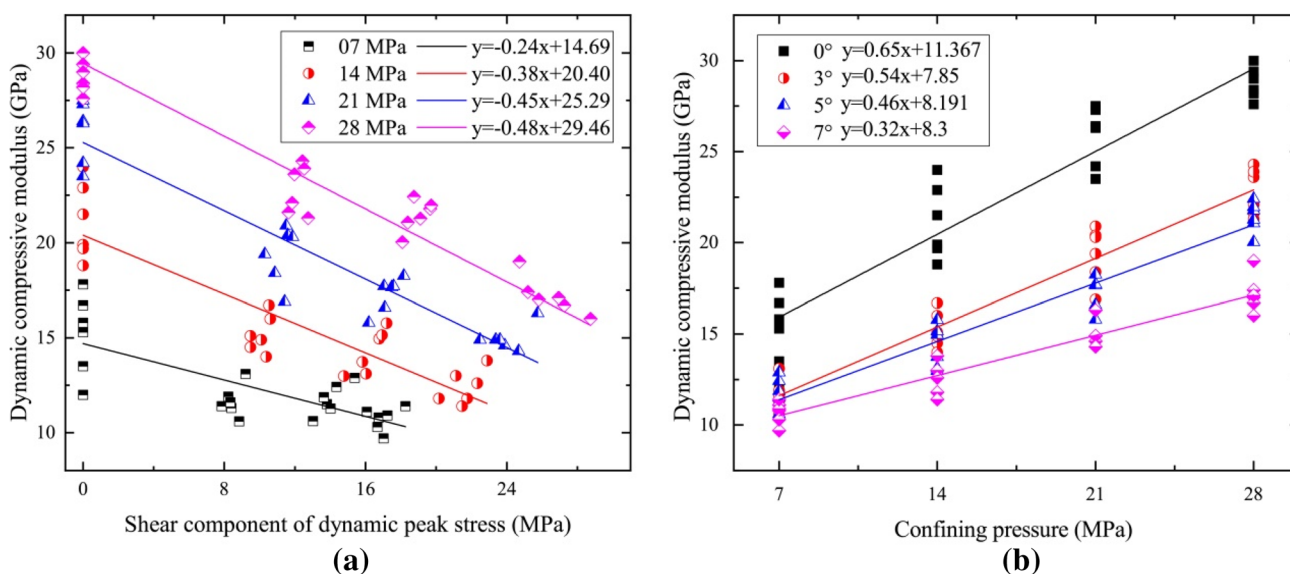 07 MPa y=-0.24x+14.69
14 MPa y=-0.38x+20.40
21 MPa y=-0.45x+25.29
28 MPa y=-0.48x+29.46
30
25
20
15
10
Dynamic compressive modulus (GPa)
0 8 16 24
Shear component of dynamic peak stress (MPa)
(a)
0° y=0.65x+11.367
3° y=0.54x+7.85
5° y=0.46x+8.191
7° y=0.32x+8.3
30
25
20
15
10
Dynamic compressive modulus (GPa)
7 14 21 28
Confining pressure (MPa)
(b)